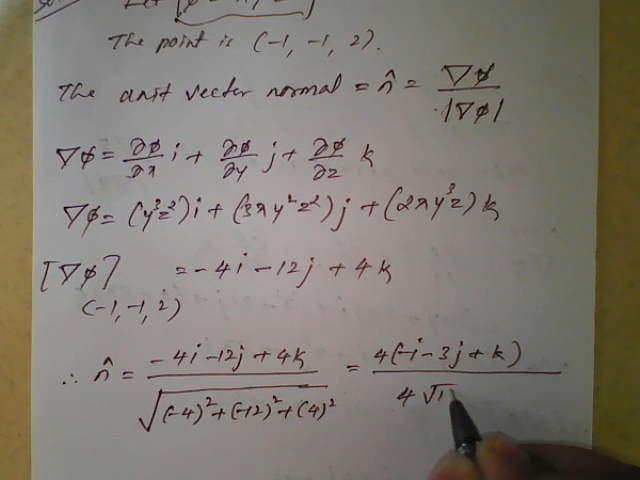 The point is (-1, -1, 2).
The unit vector normal = n̂ = ∇φ / |∇φ|
∇φ = ∂φ/∂x i + ∂φ/∂y j + ∂φ/∂z k
∇φ = (y³z²)i + (3xy²z²)j + (2xy³z)k
[∇φ] = -4i - 12j + 4k
(-1, -1, 2)
∴ n̂ = -4i - 12j + 4k / √(-4)² + (-12)² + (4)² = 4(-i - 3j + k) / 4√1